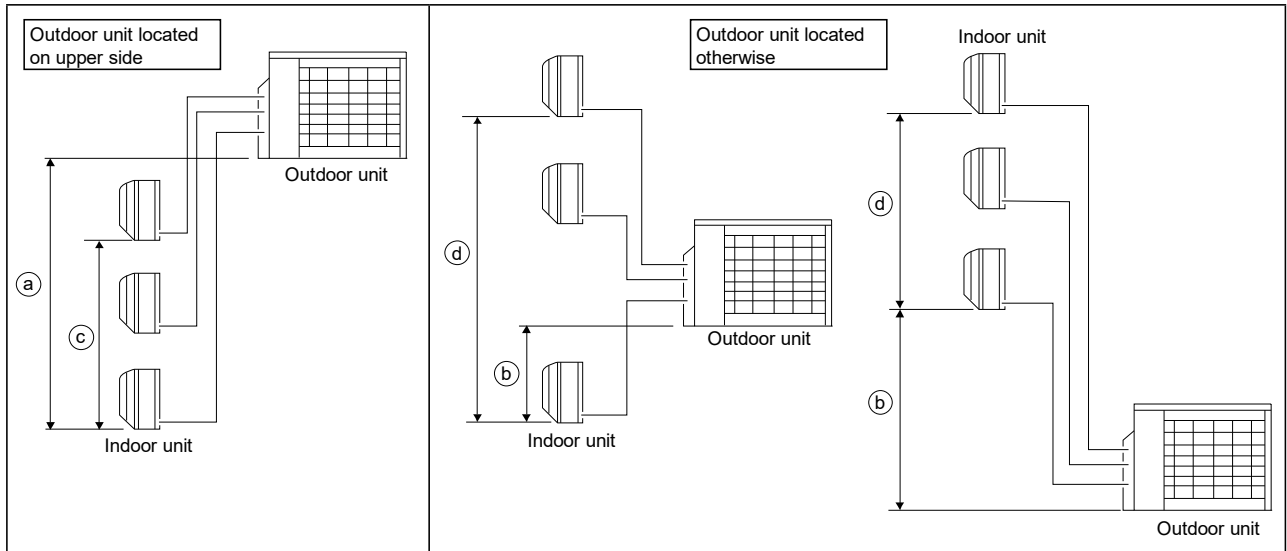 Outdoor unit located
on upper side
Outdoor unit
a
c
Indoor unit
Outdoor unit located
otherwise
d
b
Outdoor unit
Indoor unit
Indoor unit
d
b
Outdoor unit